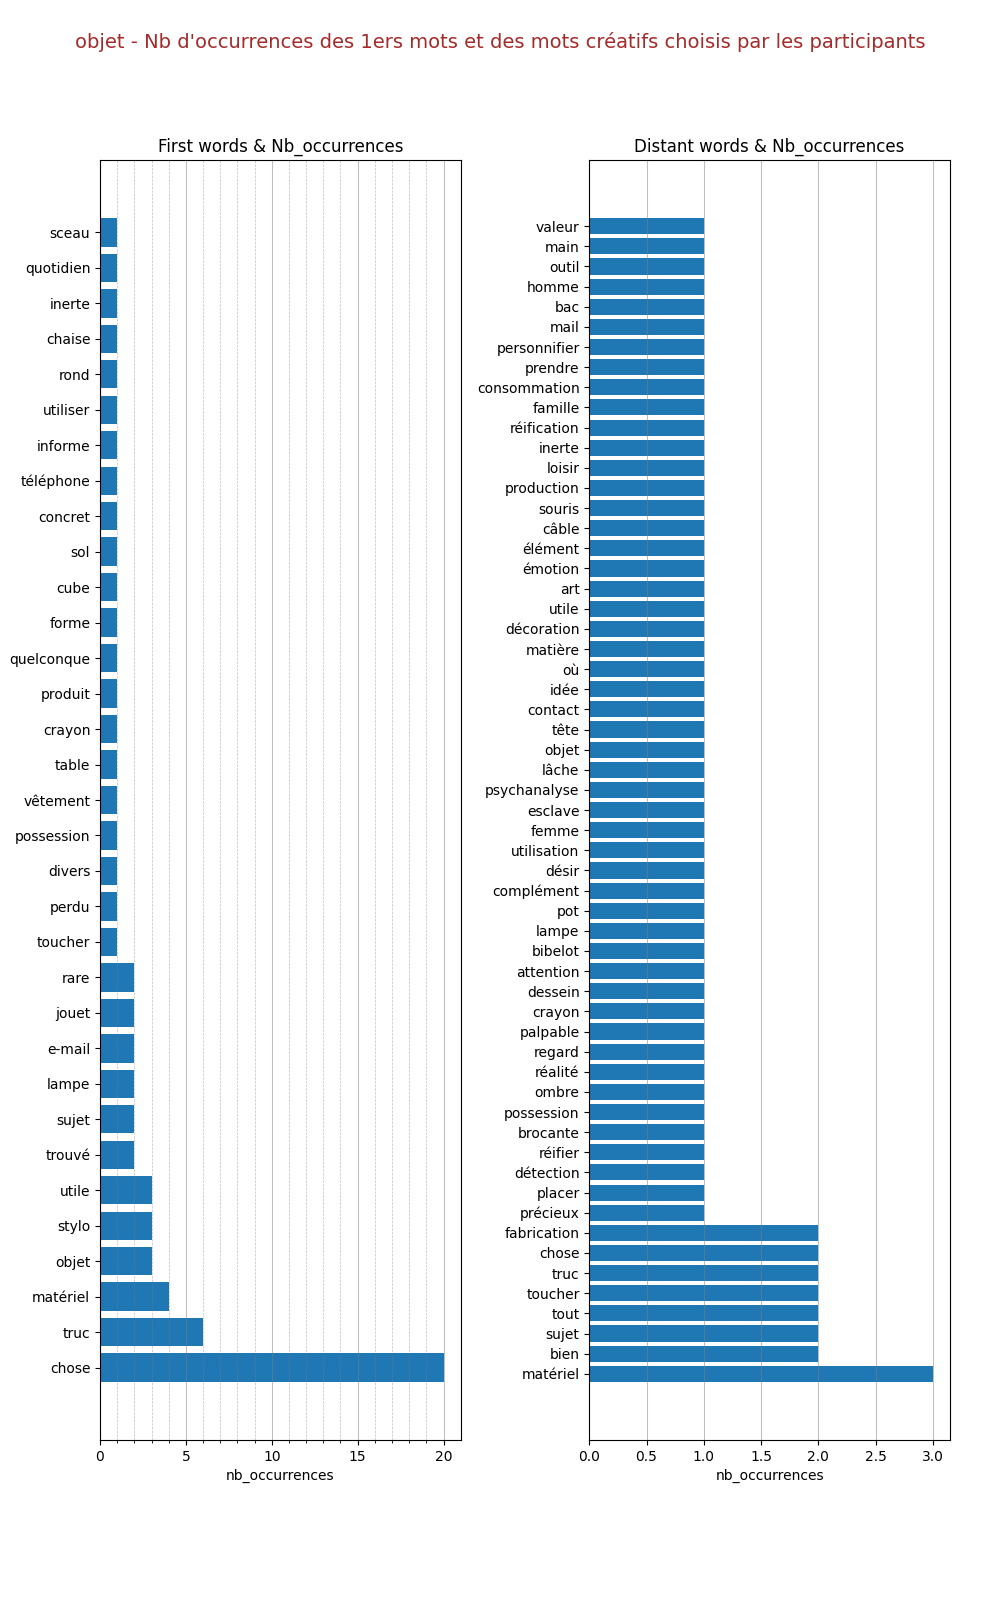 objet - Nb d'occurrences des 1ers mots et des mots créatifs choisis par les participants
First words & Nb_occurrences
sceau
quotidien
inerte
chaise
rond
utiliser
informe
téléphone
concret
sol
cube
forme
quelconque
produit
crayon
table
vêtement
possession
divers
perdu
toucher
rare
jouet
e-mail
lampe
sujet
trouvé
utile
stylo
objet
matériel
truc
chose
0 5 10 15 20
nb_occurrences
Distant words & Nb_occurrences
valeur
main
outil
homme
bac
mail
personnifier
prendre
consommation
famille
réification
inerte
loisir
production
souris
câble
élément
émotion
art
utile
décoration
matière
où
idée
contact
tête
objet
lâche
psychanalyse
esclave
femme
utilisation
désir
complément
pot
lampe
bibelot
attention
dessein
crayon
palpable
regard
réalité
ombre
possession
brocante
réifier
détection
placer
précieux
fabrication
chose
truc
toucher
tout
sujet
bien
matériel
0.0 0.5 1.0 1.5 2.0 2.5 3.0
nb_occurrences